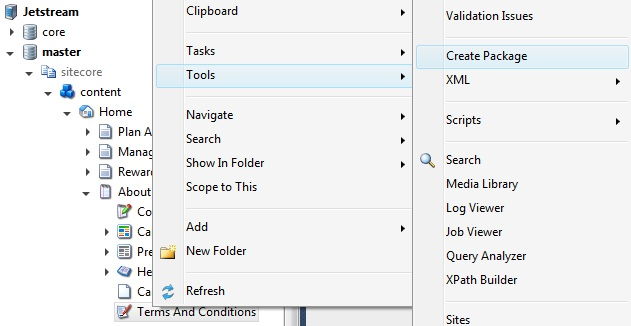 Jetstream
core
master
sitecore
content
Home
Plan A
Manag
Rewar
About
Co
Ca
Pre
He
Ca
Terms And Conditions
Clipboard
Tasks
Tools
Navigate
Search
Show In Folder
Scope to This
Add
New Folder
Refresh
Validation Issues
Create Package
XML
Scripts
Search
Media Library
Log Viewer
Job Viewer
Query Analyzer
XPath Builder
Sites